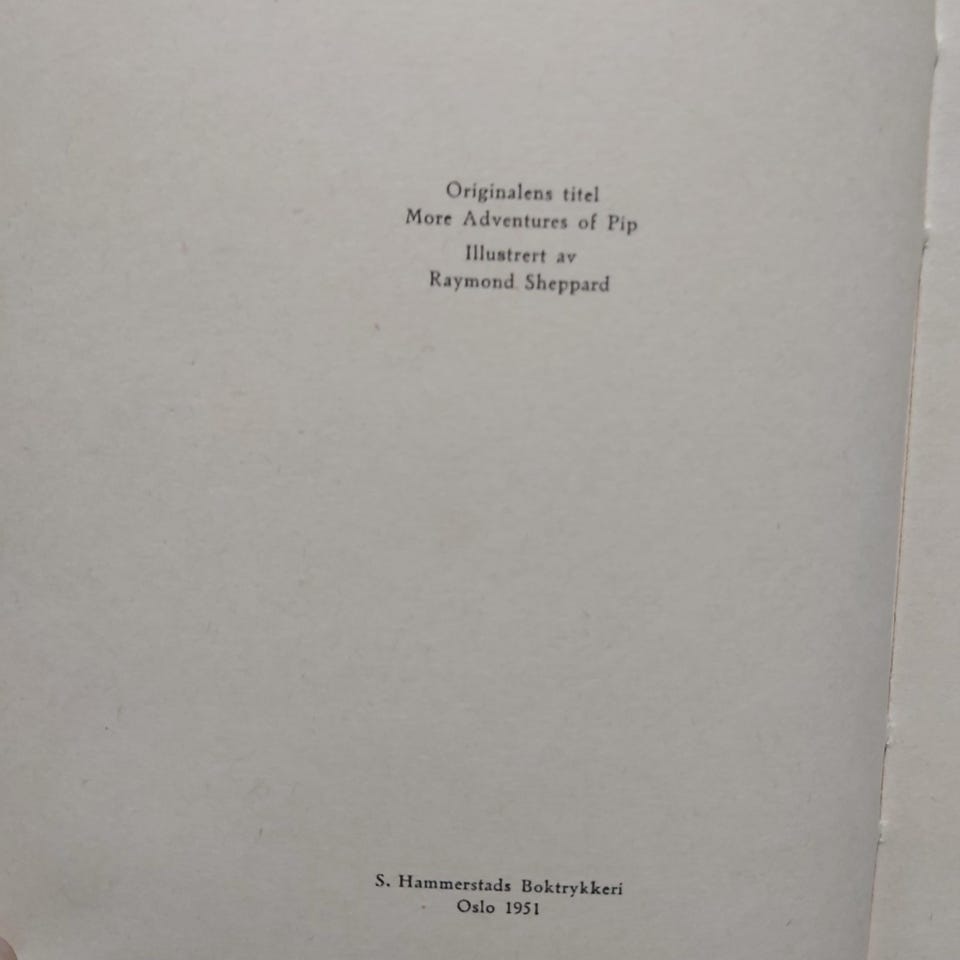 Originalens titel
More Adventures of Pip
Illustrert av
Raymond Sheppard
S. Hammerstads Boktrykkeri
Oslo 1951